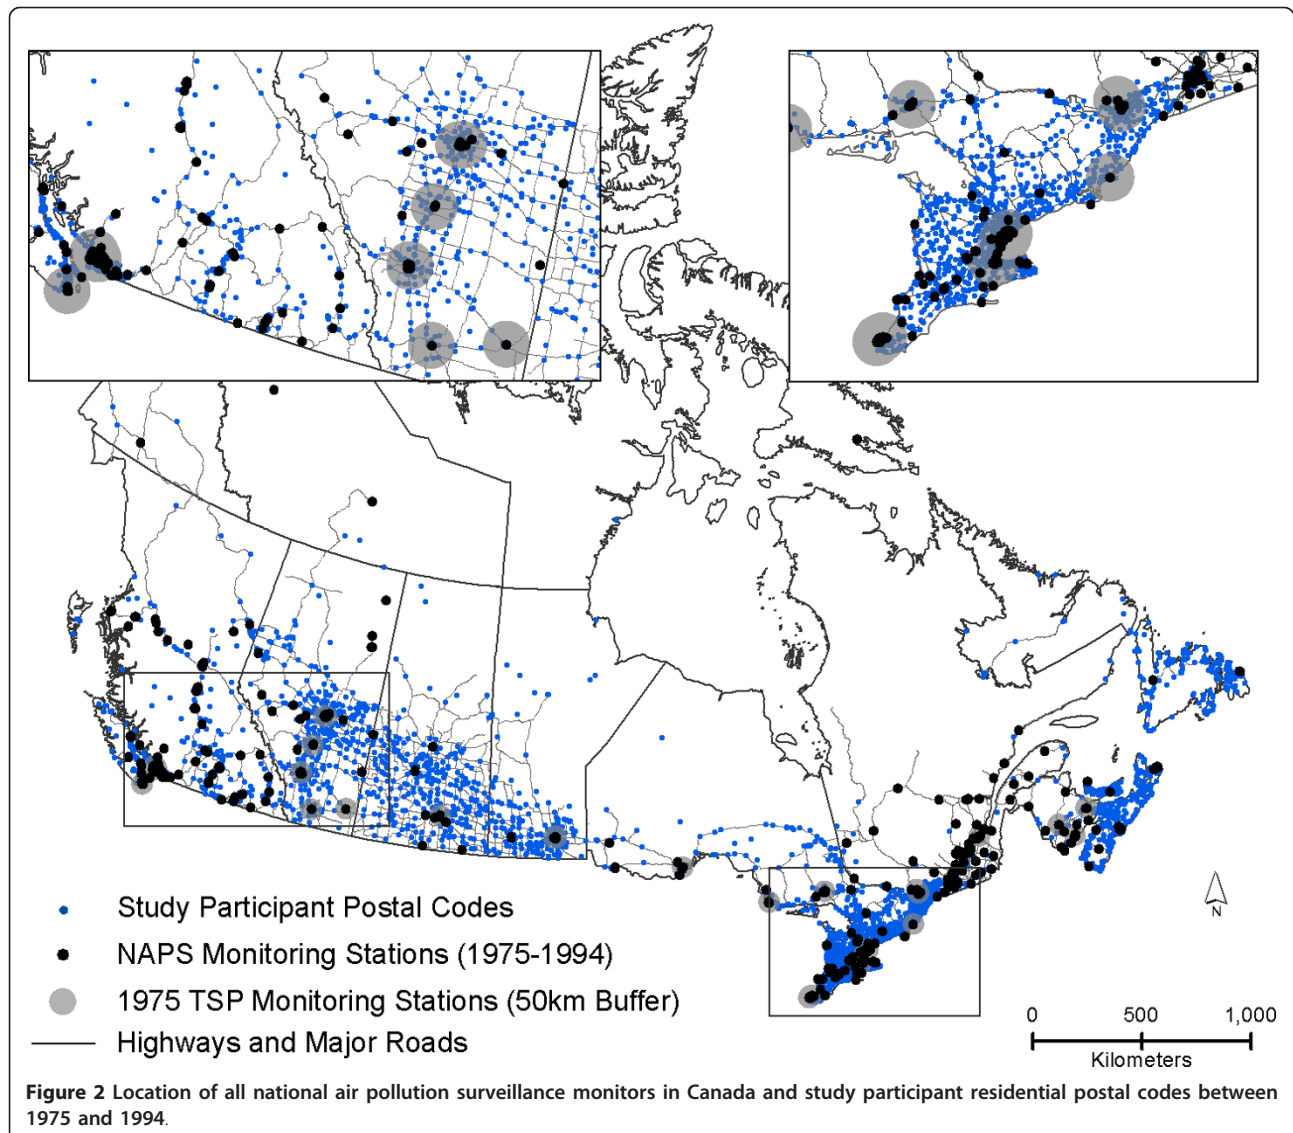 Study Participant Postal Codes
NAPS Monitoring Stations (1975-1994)
1975 TSP Monitoring Stations (50km Buffer)
Highways and Major Roads
N
0 500 1,000
Kilometers
Figure 2 Location of all national air pollution surveillance monitors in Canada and study participant residential postal codes between
1975 and 1994.